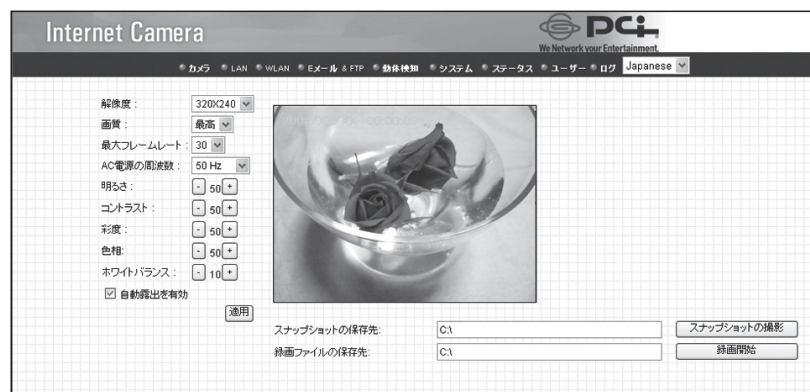 Internet Camera
PCi
We Network your Entertainment.
カメラ LAN WLAN Eメール & FTP 動体検知 システム ステータス ユーザー ログ Japanese
解像度: 320X240
画質: 最高
最大フレームレート: 30
AC電源の周波数: 50 Hz
明るさ: - 50 +
コントラスト: - 50 +
彩度: - 50 +
色相: - 50 +
ホワイトバランス: - 10 +
自動露出を有効
適用
スナップショットの保存先: C:\ スナップショットの撮影
録画ファイルの保存先: C:\ 録画開始